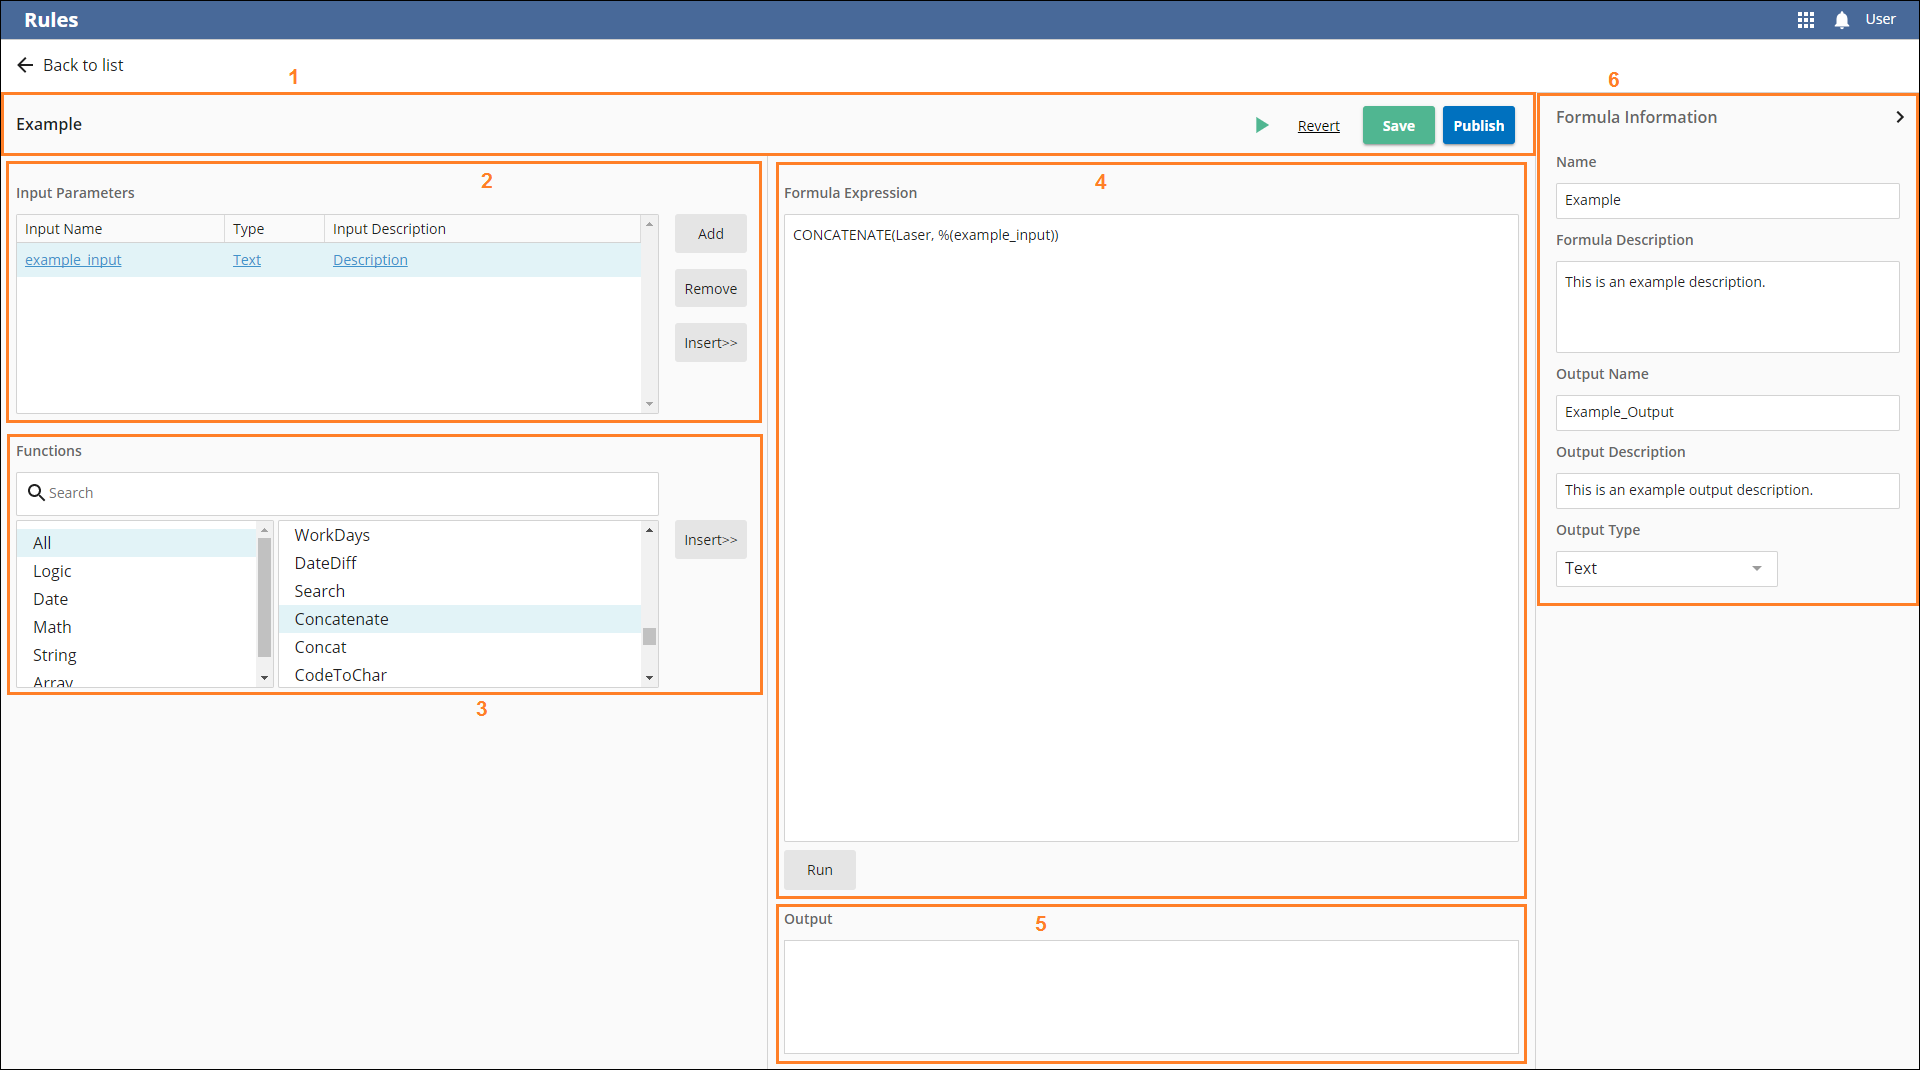 Rules
User
Back to list
1
6
Example
Revert
Save
Publish
2
Input Parameters
Input Name Type Input Description
example_input Text Description
Add
Remove
Insert>>
Functions
Search
All
Logic
Date
Math
String
Array
WorkDays
DateDiff
Search
Concatenate
Concat
CodeToChar
Insert>>
3
4
Formula Expression
CONCATENATE(Laser, %(example_input))
Run
Output
5
Formula Information
Name
Example
Formula Description
This is an example description.
Output Name
Example_Output
Output Description
This is an example output description.
Output Type
Text